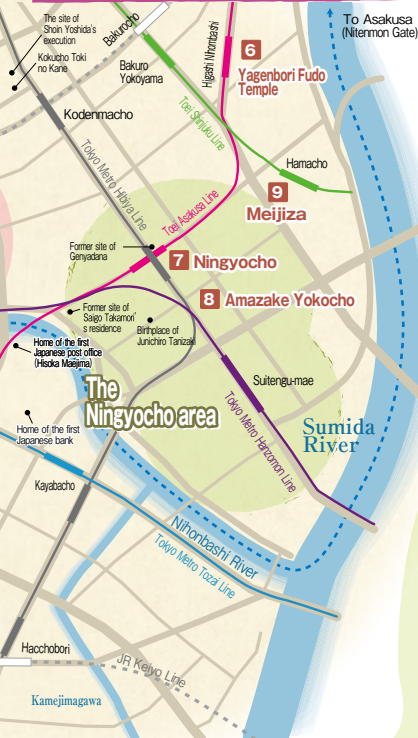 The site of
Shoin Yoshida's
execution
Kokucho Toki
no Kane
Bakurocho
To Asakusa
(Nitenmon Gate)
Higashi Nihombashi
6
Yagenbori Fudo
Temple
Bakuro
Yokoyama
Toei Shinjuku Line
Kodenmacho
Tokyo Metro Hibiya Line
Hamacho
9
Meijiza
Toei Asakusa Line
Former site of
Genyadana
7 Ningyocho
8 Amazake Yokocho
Former site of
Saigo Takamori'
s residence
Birthplace of
Junichiro Tanizaki
Home of the first
Japanese post office
(Hisoka Maejima)
The
Ningyocho area
Suitengu-mae
Tokyo Metro Hanzomon Line
Sumida
River
Home of the first
Japanese bank
Kayabacho
Nihonbashi River
Tokyo Metro Tozai Line
Hacchobori
JR Keiyo Line
Kamejimagawa